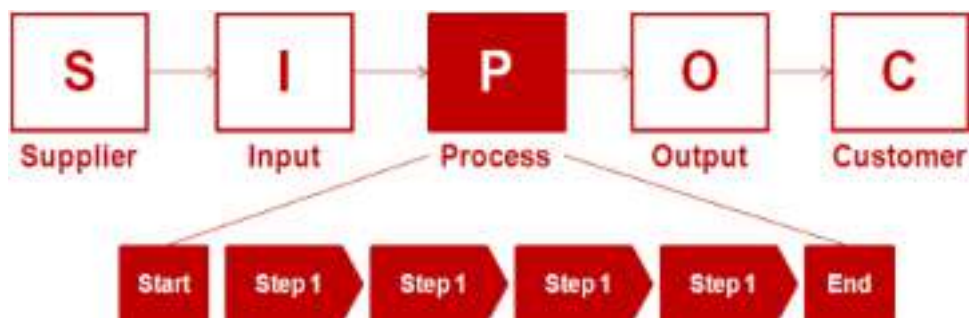 S I P O C
Supplier Input Process Output Customer
Start Step 1 Step 1 Step 1 Step 1 End